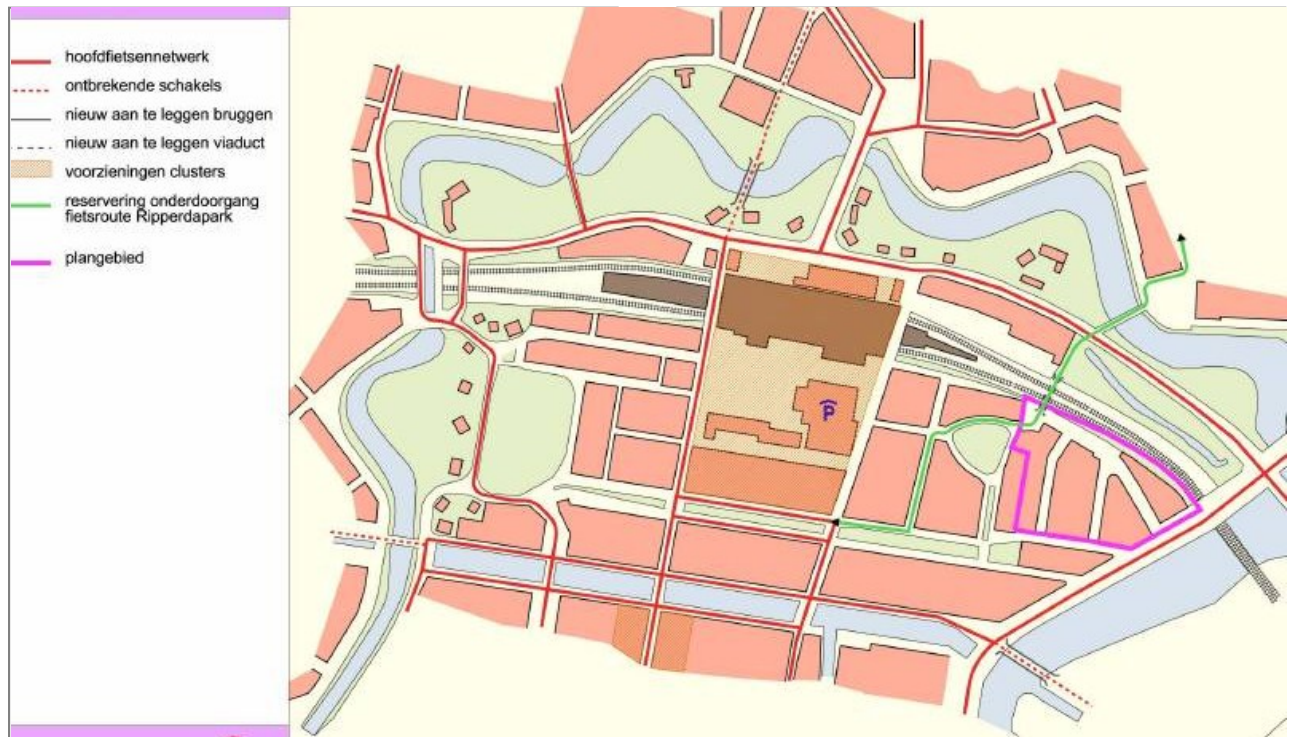 hoofdfietsennetwerk
ontbrekende schakels
nieuw aan te leggen bruggen
nieuw aan te leggen viaduct
voorzieningen clusters
reservering onderdoorgang
fietsroute Ripperdapark
plangebied
P